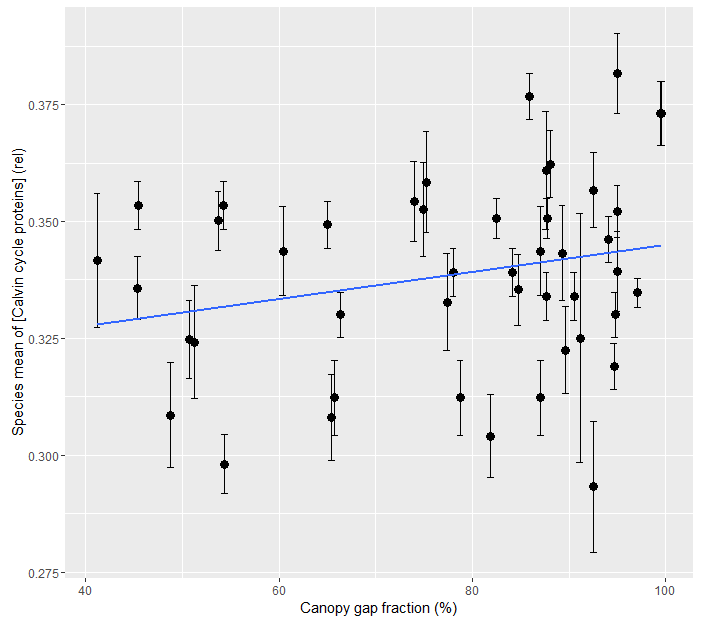 Species mean of [Calvin cycle proteins] (rel)
0.375
0.350
0.325
0.300
0.275
40 60 80 100
Canopy gap fraction (%)